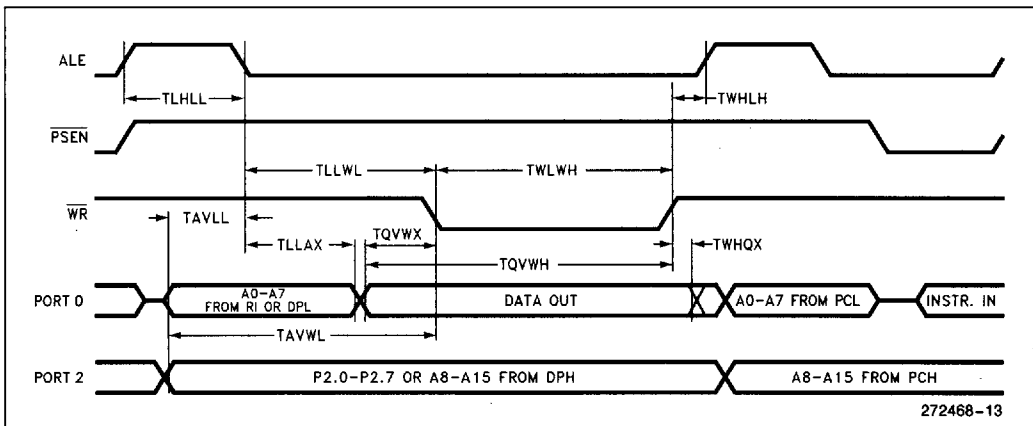 ALE
TLHLL
TWHLH
PSEN
TLLWL
TWLWH
WR
TAVLL
TQVWX
TLLAX
TWHQX
TQVWH
PORT 0
A0-A7
FROM RI OR DPL
DATA OUT
A0-A7 FROM PCL
INSTR. IN
TAVWL
PORT 2
P2.0-P2.7 OR A8-A15 FROM DPH
A8-A15 FROM PCH
272468-13